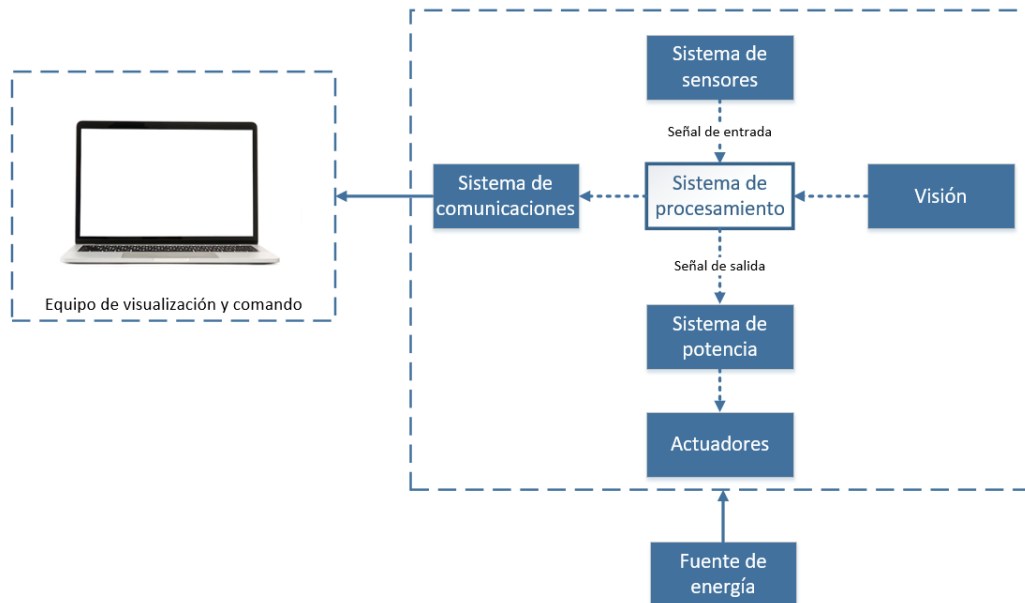 Sistema de
sensores
Señal de entrada
Sistema de
comunicaciones
Sistema de
procesamiento
Visión
Señal de salida
Equipo de visualización y comando
Sistema de
potencia
Actuadores
Fuente de
energía